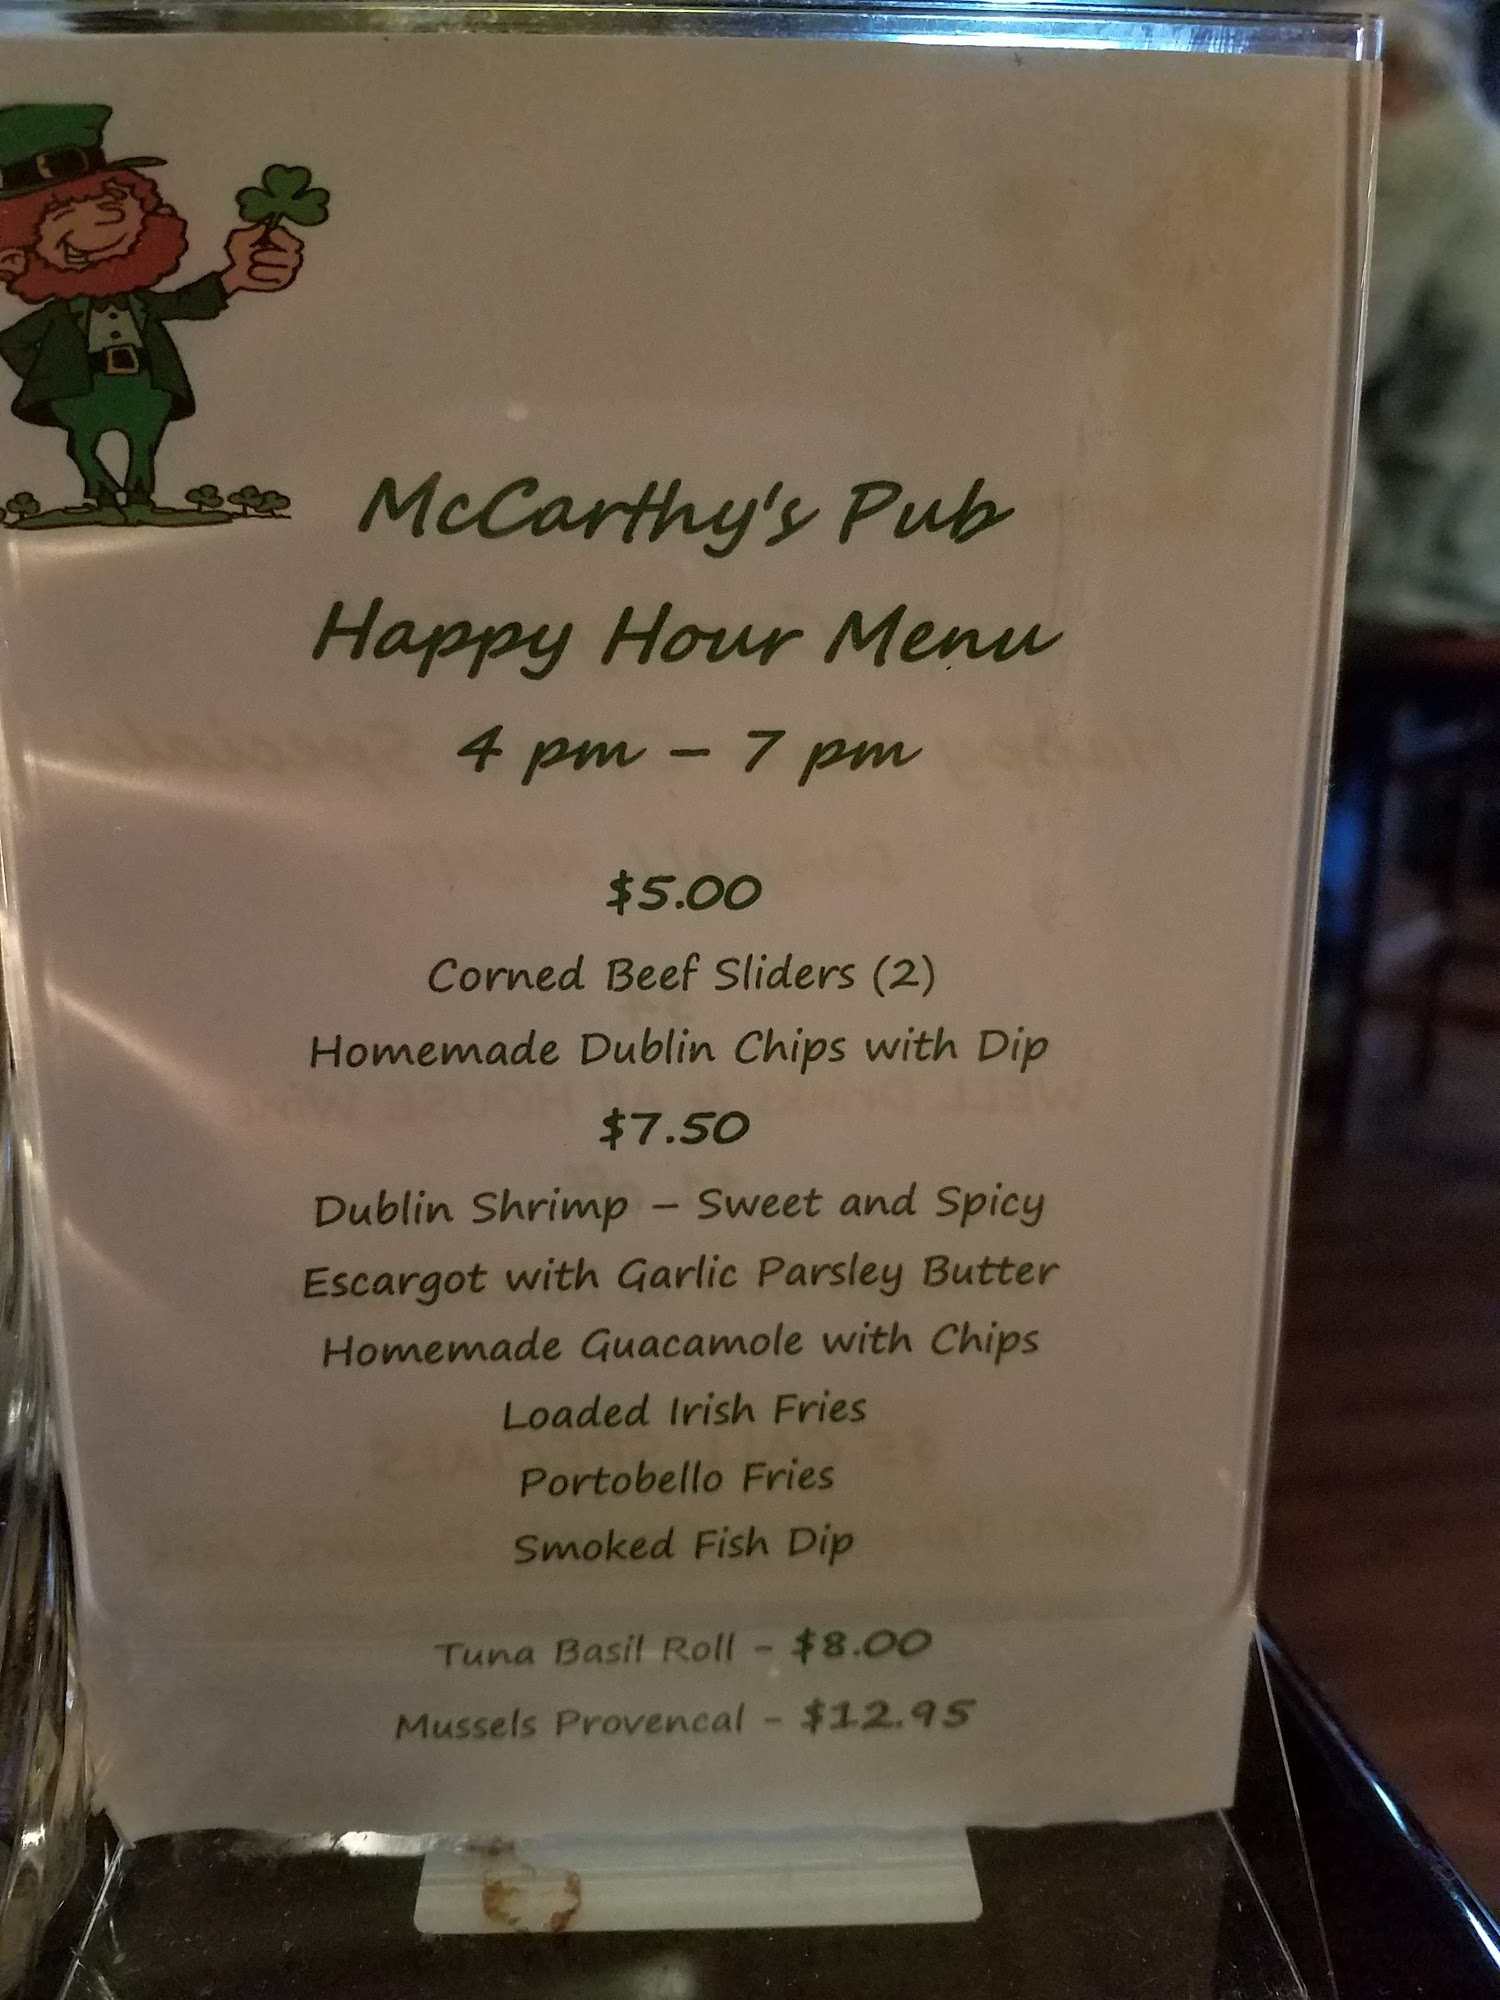 McCarthy's Pub
Happy Hour Menu
4 pm – 7 pm
$5.00
Corned Beef Sliders (2)
Homemade Dublin Chips with Dip
$7.50
Dublin Shrimp – Sweet and Spicy
Escargot with Garlic Parsley Butter
Homemade Guacamole with Chips
Loaded Irish Fries
Portobello Fries
Smoked Fish Dip
Tuna Basil Roll - $8.00
Mussels Provencal - $12.95